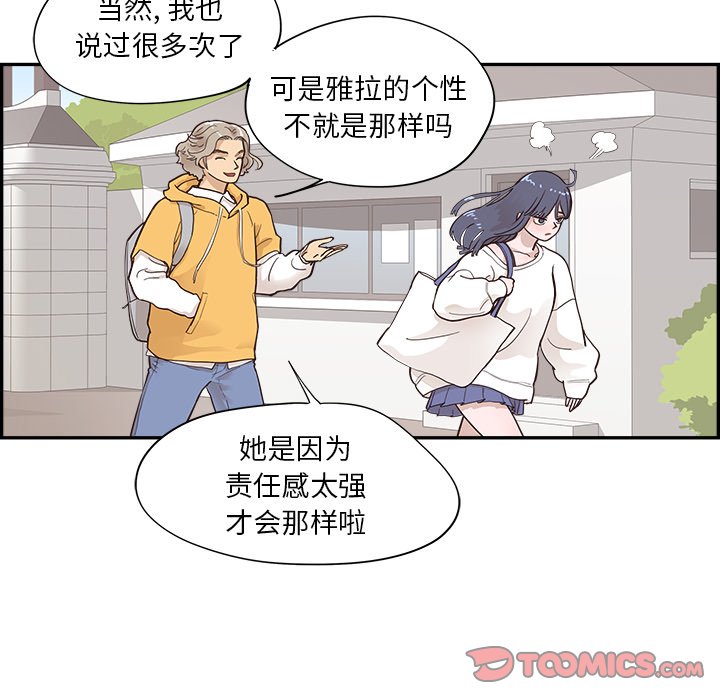 当然, 我也
说过很多次了
可是雅拉的个性
不就是那样吗
她是因为
责任感太强
才会那样啦
TOOMICS.COM